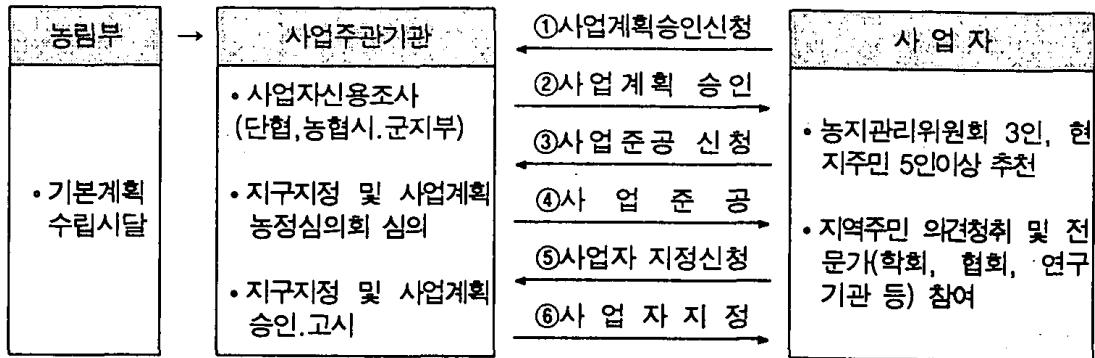 농림부
→
• 기본계획
수립시달
사업주관기관
• 사업자신용조사
(단협,농협시.군지부)
• 지구지정 및 사업계획
농정심의회 심의
• 지구지정 및 사업계획
승인.고시
①사업계획승인신청
②사업계획 승인
③사업준공 신청
④사 업 준 공
⑤사업자 지정신청
⑥사 업 자 지 정
사 업 자
• 농지관리위원회 3인, 현
지주민 5인이상 추천
• 지역주민 의견청취 및 전
문가(학회, 협회, 연구
기관 등) 참여